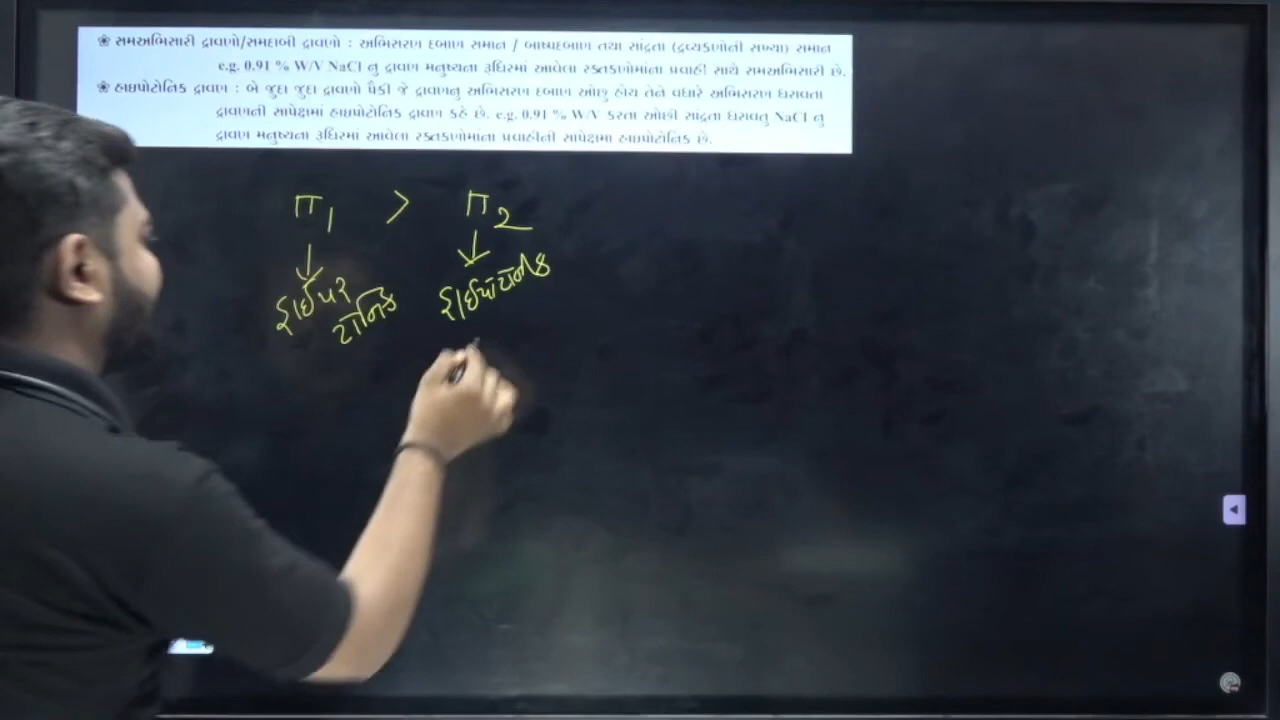 ❀ સમઅભિસારી દ્રાવણો/સમદાબી દ્રાવણો : અભિસરણ દબાણ સમાન / બાષ્પદબાણ તથા સાંદ્રતા (દ્રવ્યકણોની સંખ્યા) સમાન
e.g. 0.91 % W/V NaCl નુ દ્રાવણ મનુષ્યના રૂધિરમાં આવેલા રક્તકણોમાંના પ્રવાહી સાથે સમઅભિસારી છે.
❀ હાઇપોટોનિક દ્રાવણ : બે જુદા જુદા દ્રાવણો પૈકી જે દ્રાવણનુ અભિસરણ દબાણ ઓછુ હોય તેને વધારે અભિસરણ ધરાવતા
દ્રાવણની સાપેક્ષમાં હાઇપોટોનિક દ્રાવણ કહે છે. e.g. 0.91 % W/V કરતા ઓછી સાંદ્રતા ધરાવતુ NaCl નુ
દ્રાવણ મનુષ્યના રૂધિરમાં આવેલા રક્તકણોમાંના પ્રવાહીની સાપેક્ષમાં હાઇપોટોનિક છે.
π1 > π2
↓ ↓
હાઈપર હાઈપોટોનીક
ટોનિક